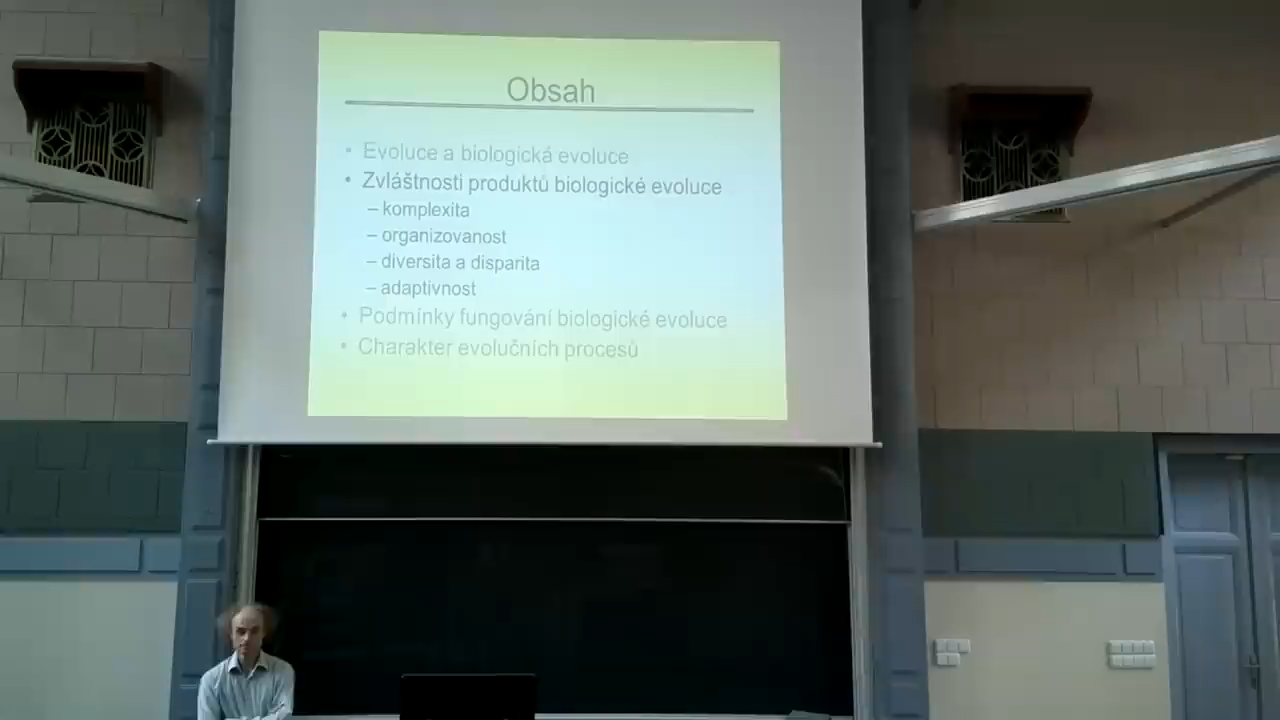 Obsah
• Evoluce a biologická evoluce
• Zvláštnosti produktů biologické evoluce
– komplexita
– organizovanost
– diversita a disparita
– adaptivnost
• Podmínky fungování biologické evoluce
• Charakter evolučních procesů